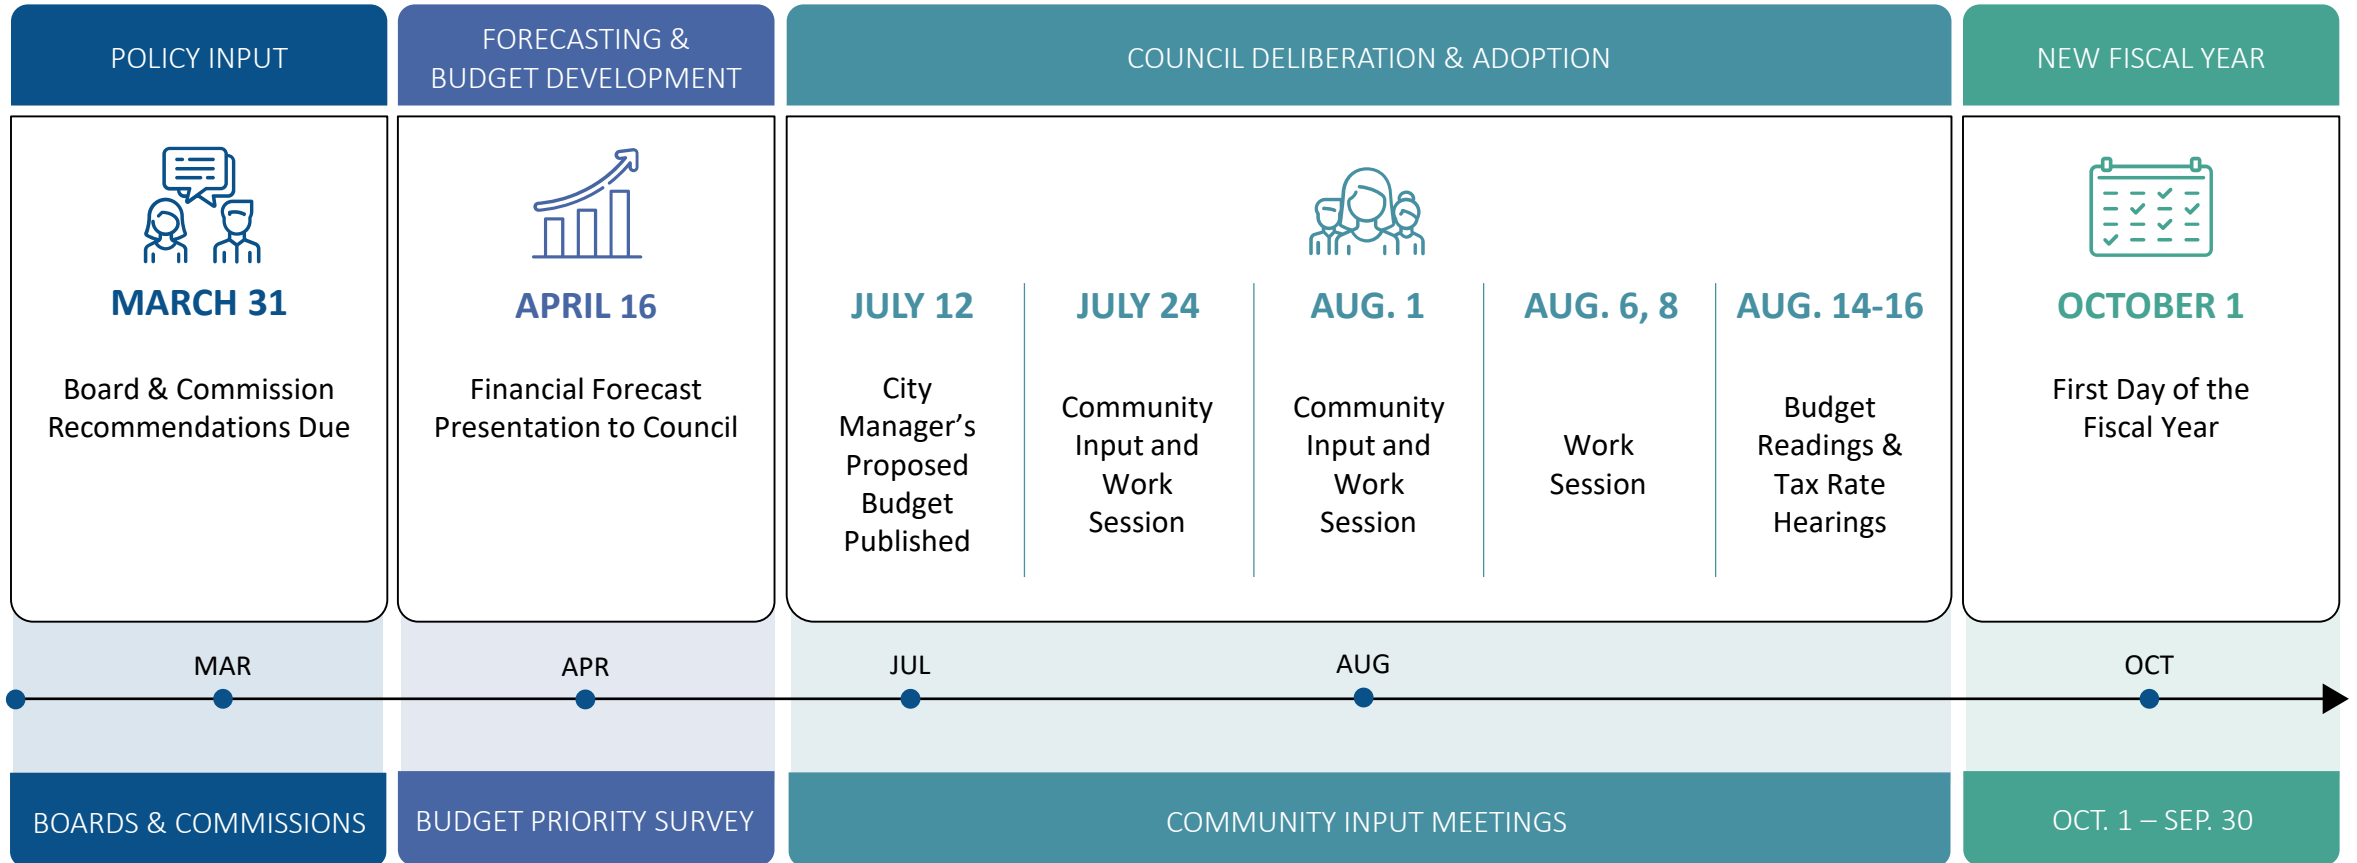 POLICY INPUT
FORECASTING &
BUDGET DEVELOPMENT
COUNCIL DELIBERATION & ADOPTION
NEW FISCAL YEAR
MARCH 31
Board & Commission
Recommendations Due
APRIL 16
Financial Forecast
Presentation to Council
JULY 12
City
Manager’s
Proposed
Budget
Published
JULY 24
Community
Input and
Work
Session
AUG. 1
Community
Input and
Work
Session
AUG. 6, 8
Work
Session
AUG. 14-16
Budget
Readings &
Tax Rate
Hearings
OCTOBER 1
First Day of the
Fiscal Year
MAR
APR
JUL
AUG
OCT
BOARDS & COMMISSIONS
BUDGET PRIORITY SURVEY
COMMUNITY INPUT MEETINGS
OCT. 1 – SEP. 30